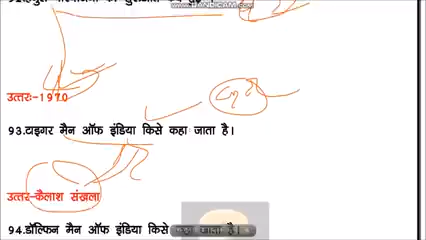 उत्तरः-1970
93.टाइगर मैन ऑफ इंडिया किसे कहा जाता है।
उत्तर-कैलाश संखला
94.डॉल्फिन मैन ऑफ इंडिया किसे कहा जाता है।